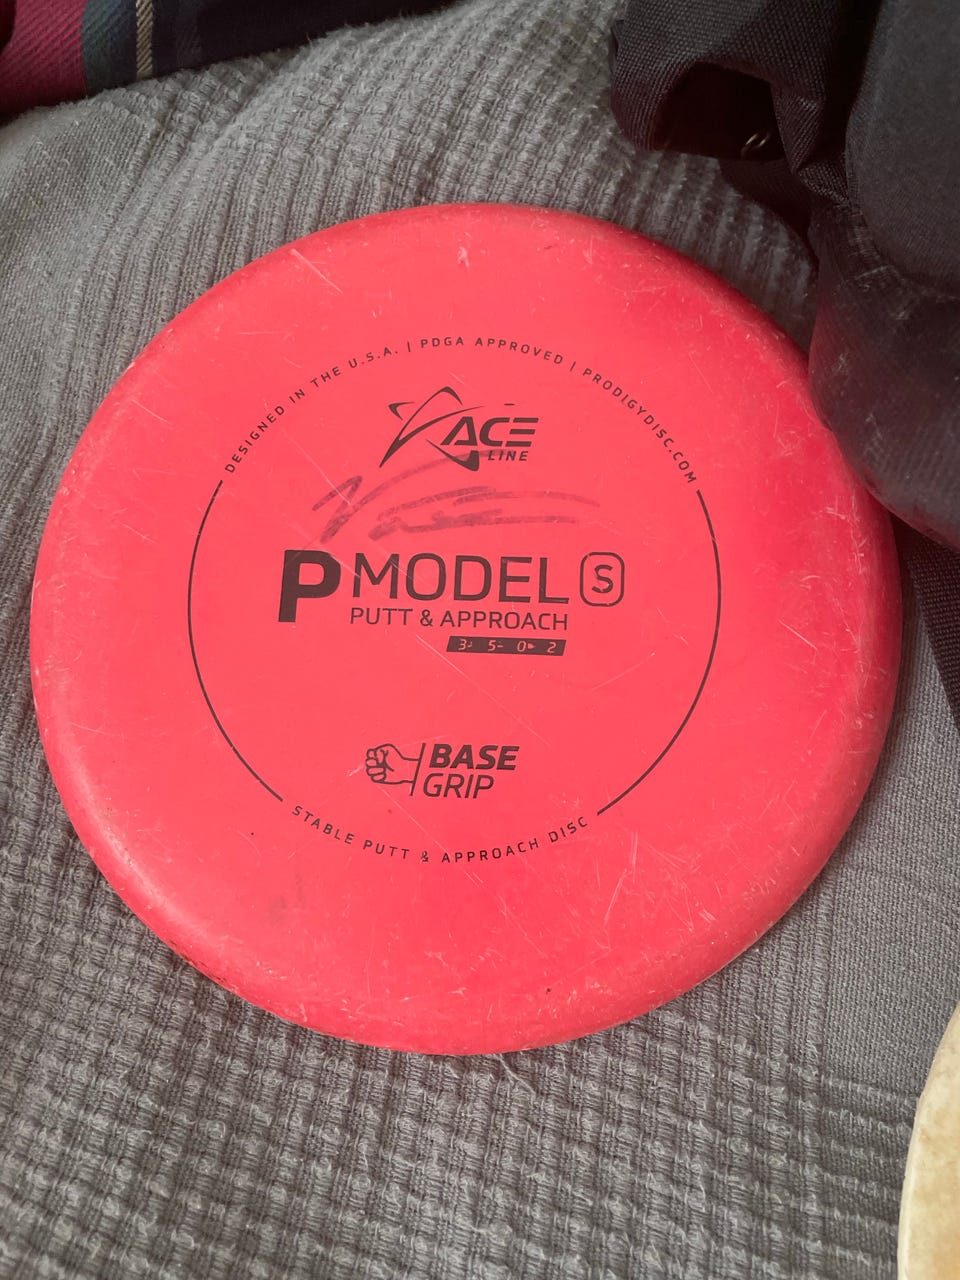 DESIGNED IN THE U.S.A. | PDGA APPROVED | PRODIGYDISC.COM
ACE
LINE
P MODEL S
PUTT & APPROACH
3 5 0 2
BASE
GRIP
STABLE PUTT & APPROACH DISC